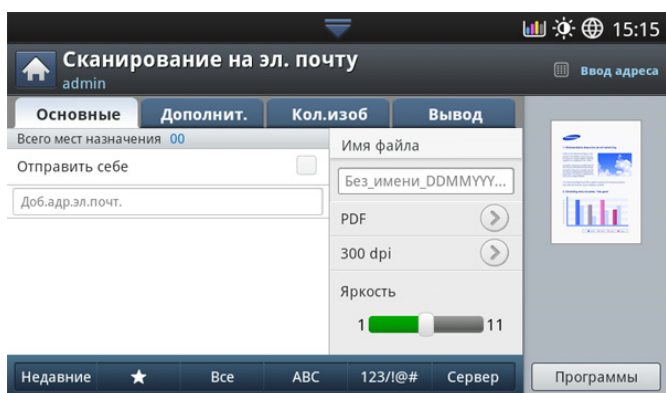 15:15
Сканирование на эл. почту
admin
Ввод адреса
Основные
Дополнит.
Кол.изоб
Вывод
Всего мест назначения 00
Отправить себе
Доб.адр.эл.почт.
Имя файла
Без_имени_DDMMYYY...
PDF
300 dpi
Яркость
1 11
Недавние
Все
ABC
123/!@#
Сервер
Программы